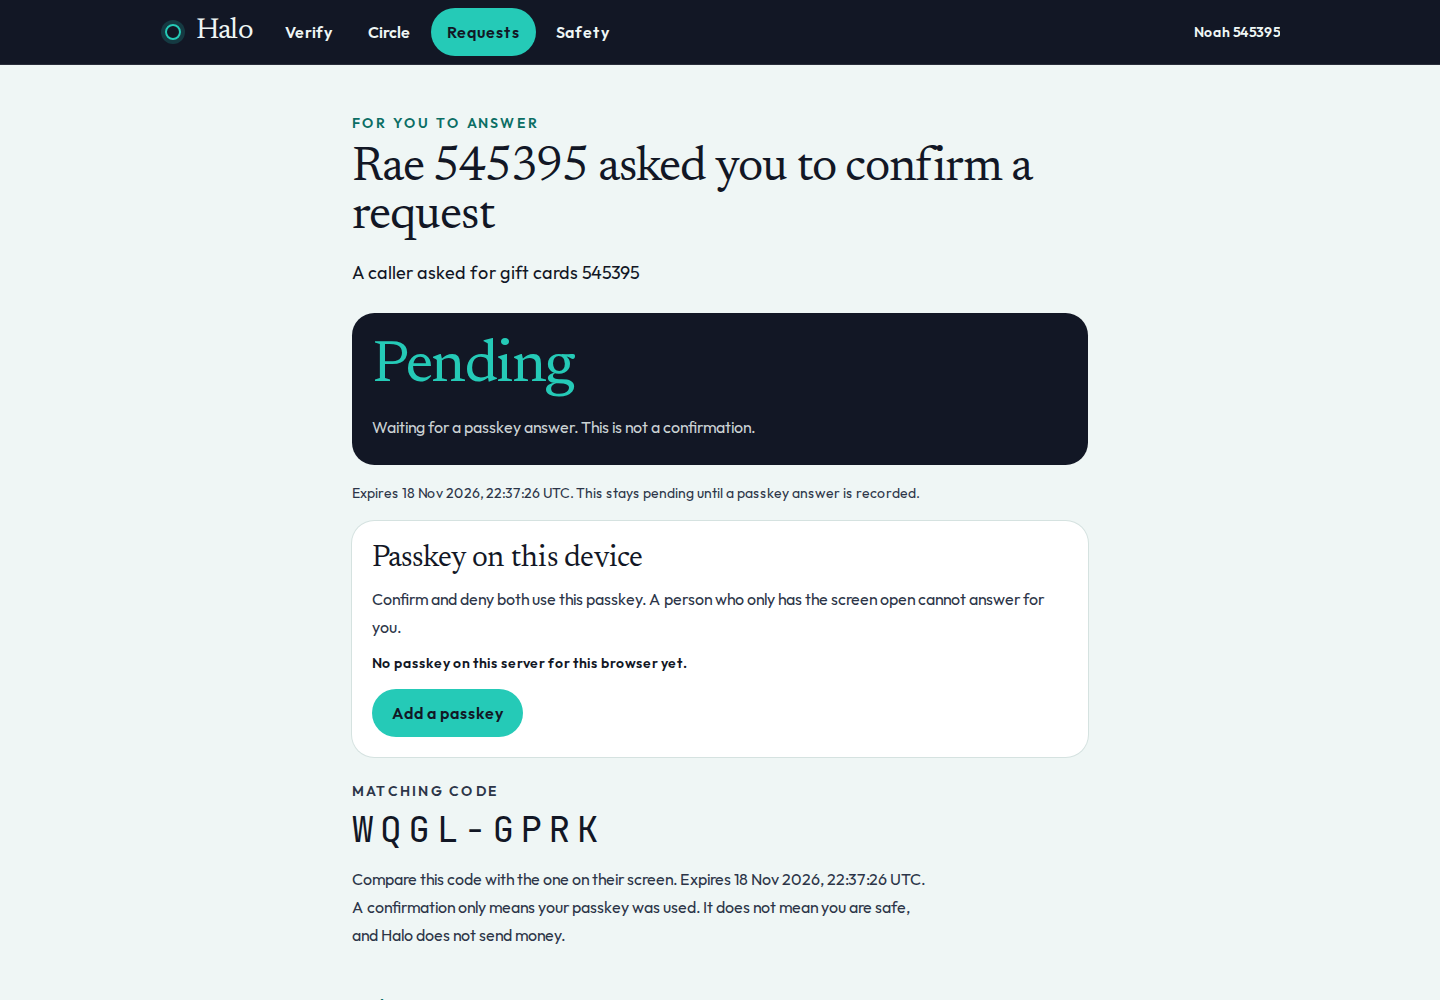 Halo
Verify
Circle
Requests
Safety
Noah 545395
FOR YOU TO ANSWER
Rae 545395 asked you to confirm a
request
A caller asked for gift cards 545395
Pending
Waiting for a passkey answer. This is not a confirmation.
Expires 18 Nov 2026, 22:37:26 UTC. This stays pending until a passkey answer is recorded.
Passkey on this device
Confirm and deny both use this passkey. A person who only has the screen open cannot answer for
you.
No passkey on this server for this browser yet.
Add a passkey
MATCHING CODE
WQGL-GPRK
Compare this code with the one on their screen. Expires 18 Nov 2026, 22:37:26 UTC.
A confirmation only means your passkey was used. It does not mean you are safe,
and Halo does not send money.